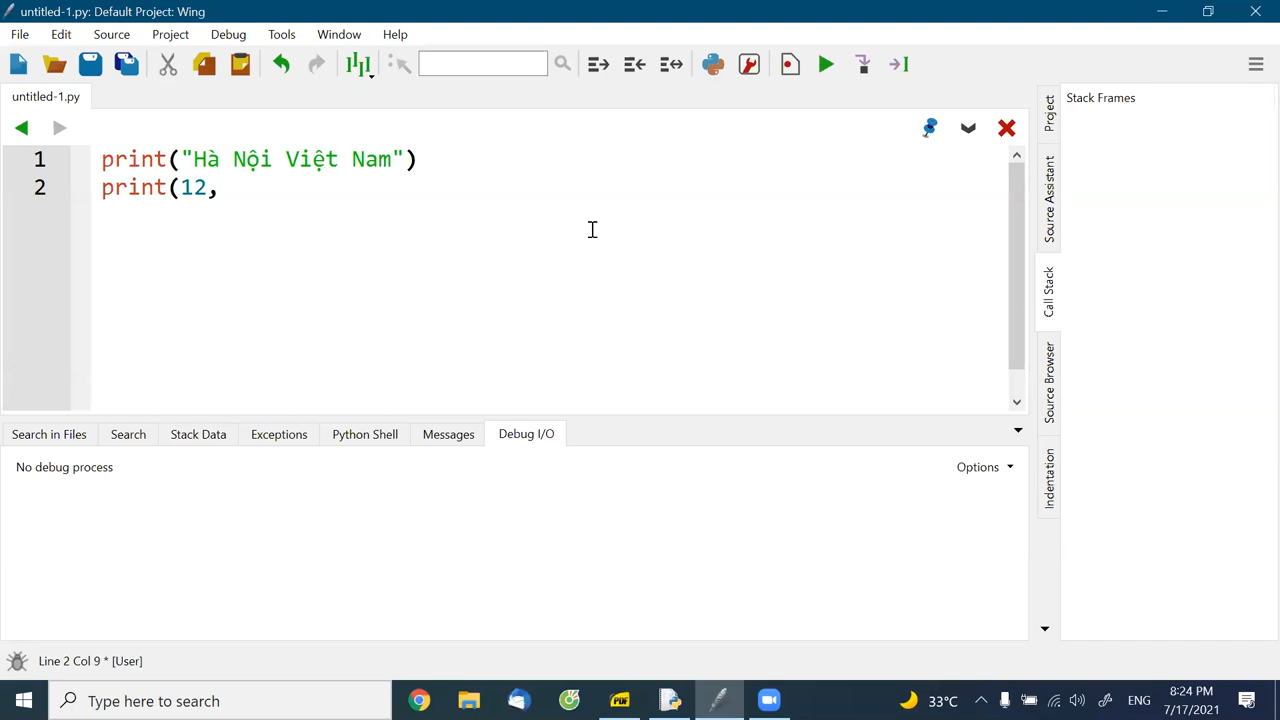 untitled-1.py: Default Project: Wing
File Edit Source Project Debug Tools Window Help
untitled-1.py
Stack Frames
Project
Source Assistant
Call Stack
Source Browser
Indentation
1 print("Hà Nội Việt Nam")
2 print(12,
Search in Files Search Stack Data Exceptions Python Shell Messages Debug I/O
No debug process Options
Line 2 Col 9 * [User]
Type here to search
PDF
33°C
ENG
8:24 PM
7/17/2021